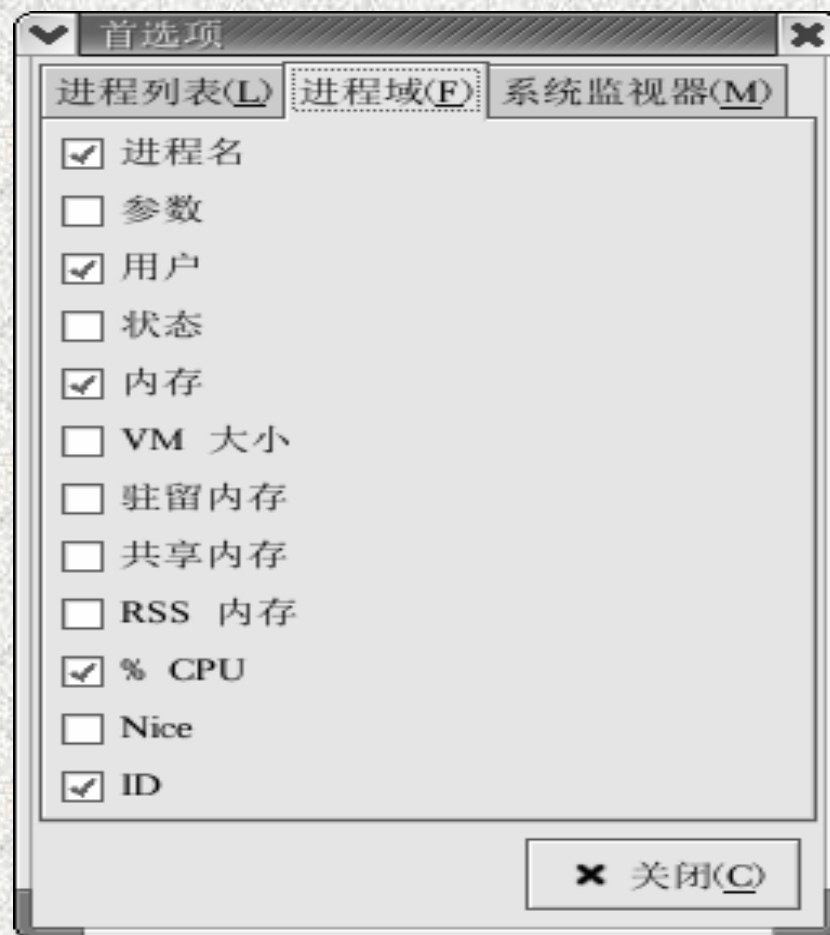 首选项
进程列表(L) 进程域(F) 系统监视器(M)
进程名
参数
用户
状态
内存
VM 大小
驻留内存
共享内存
RSS 内存
% CPU
Nice
ID
关闭(C)